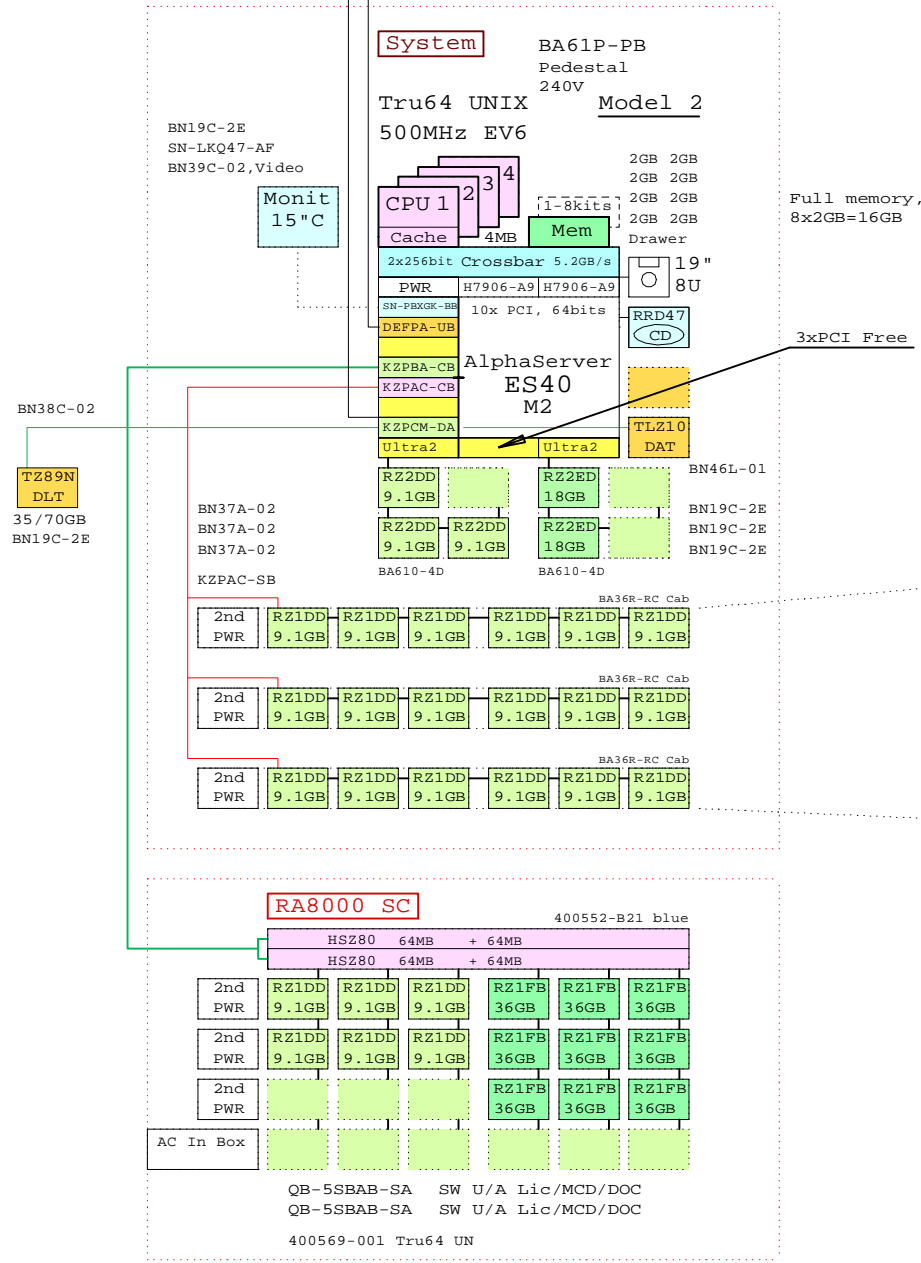 System
BA61P-PB
Pedestal
240V
Tru64 UNIX
Model 2
500MHz EV6
BN19C-2E
SN-LKQ47-AF
BN39C-02,Video
Monit
15"C
CPU 1
2
3
4
Cache
4MB
1-8kits
Mem
2GB 2GB
2GB 2GB
2GB 2GB
2GB 2GB
Drawer
Full memory,
8x2GB=16GB
2x256bit Crossbar 5.2GB/s
19"
8U
PWR
H7906-A9
H7906-A9
SN-PBXGK-BB
10x PCI, 64bits
DEFPA-UB
RRD47
CD
3xPCI Free
KZPBA-CB
AlphaServer
KZPAC-CB
ES40
M2
BN38C-02
KZPCM-DA
TLZ10
DAT
Ultra2
Ultra2
TZ89N
DLT
35/70GB
BN19C-2E
RZ2DD
9.1GB
RZ2ED
18GB
BN46L-01
BN37A-02
BN37A-02
BN37A-02
RZ2DD
9.1GB
RZ2DD
9.1GB
RZ2ED
18GB
BN19C-2E
BN19C-2E
BN19C-2E
BA610-4D
BA610-4D
KZPAC-SB
BA36R-RC Cab
2nd RZ1DD RZ1DD RZ1DD RZ1DD RZ1DD RZ1DD
PWR 9.1GB 9.1GB 9.1GB 9.1GB 9.1GB 9.1GB
BA36R-RC Cab
2nd RZ1DD RZ1DD RZ1DD RZ1DD RZ1DD RZ1DD
PWR 9.1GB 9.1GB 9.1GB 9.1GB 9.1GB 9.1GB
BA36R-RC Cab
2nd RZ1DD RZ1DD RZ1DD RZ1DD RZ1DD RZ1DD
PWR 9.1GB 9.1GB 9.1GB 9.1GB 9.1GB 9.1GB
RA8000 SC
400552-B21 blue
HSZ80 64MB + 64MB
HSZ80 64MB + 64MB
2nd RZ1DD RZ1DD RZ1DD RZ1FB RZ1FB RZ1FB
PWR 9.1GB 9.1GB 9.1GB 36GB 36GB 36GB
2nd RZ1DD RZ1DD RZ1DD RZ1FB RZ1FB RZ1FB
PWR 9.1GB 9.1GB 9.1GB 36GB 36GB 36GB
2nd RZ1FB RZ1FB RZ1FB
PWR 36GB 36GB 36GB
AC In Box
QB-5SBAB-SA SW U/A Lic/MCD/DOC
QB-5SBAB-SA SW U/A Lic/MCD/DOC
400569-001 Tru64 UN